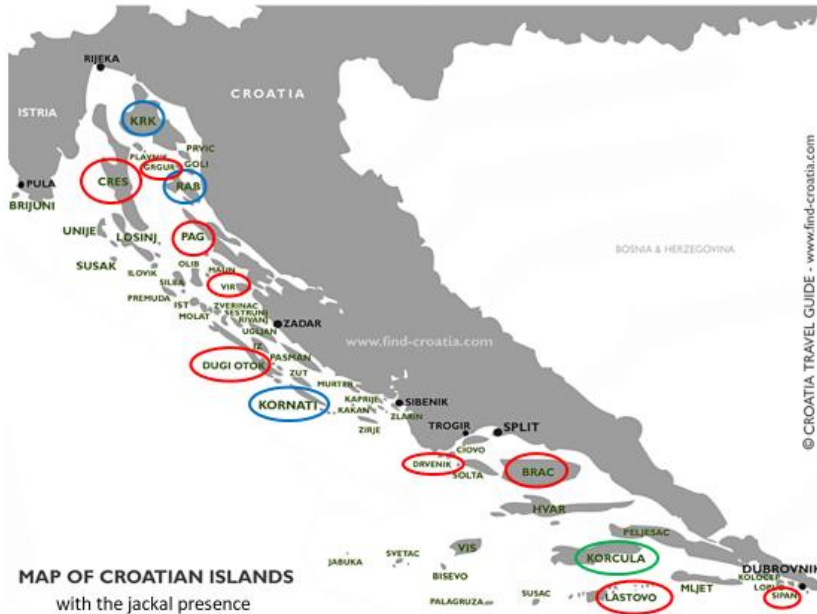 RIJEKA
CROATIA
ISTRIA
KRK
PRVIC
PLAVNIK
GRGUR
GOLI
CRES
RAB
PULA
BRIJUNI
UNIJE
LOSINJ
PAG
BOSNIA & HERZEGOVINA
SUSAK
ILOVIK
OLIB
MAUN
SILBA
VIR
PREMUDA
IST
MOLAT
ZVERINAC
SESTRUNJ
RIVANJ
UGLJAN
ZADAR
www.find-croatia.com
IZ
PASMAN
DUGI OTOK
ZUT
MURTER
KORNATI
KAPRIJE
SIBENIK
KAKAN
ZLARIN
ZIRJE
TROGIR
SPLIT
CIOVO
DRVENIK
SOLTA
BRAC
HVAR
PELJESAC
VIS
KORCULA
SVETAC
JABUKA
BISEVO
DUBROVNIK
KOLOCEP
LOPUD
SIPAN
MLJET
LASTOVO
SUSAC
PALAGRUZA
MAP OF CROATIAN ISLANDS
with the jackal presence
© CROATIA TRAVEL GUIDE - www.find-croatia.com